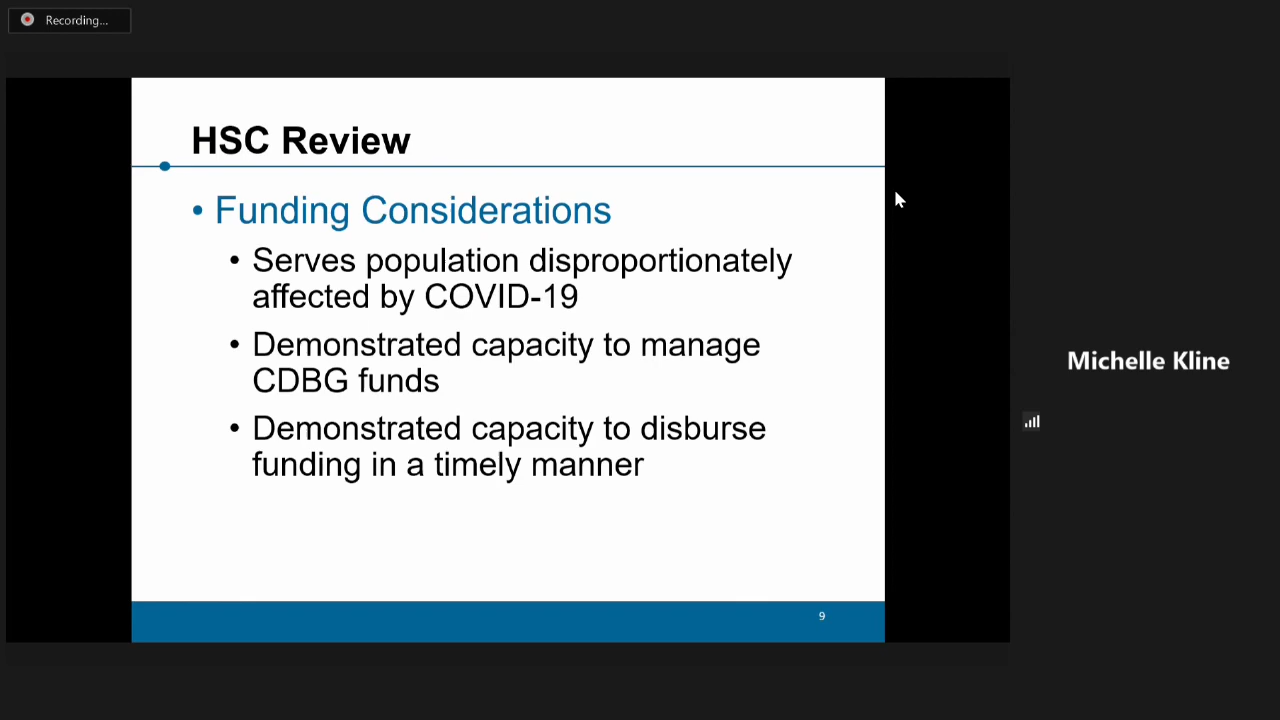 Recording...
HSC Review
• Funding Considerations
• Serves population disproportionately
affected by COVID-19
• Demonstrated capacity to manage
CDBG funds
• Demonstrated capacity to disburse
funding in a timely manner
9
Michelle Kline